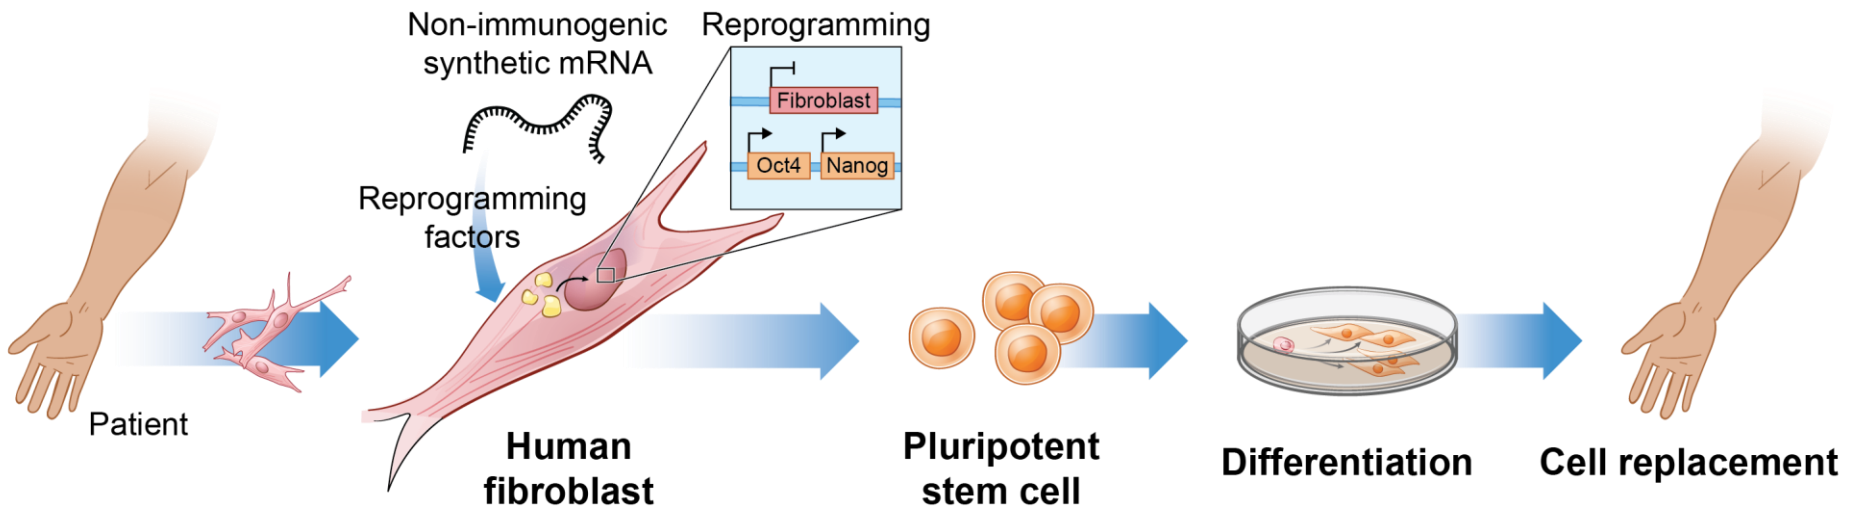 Non-immunogenic
synthetic mRNA
Reprogramming
Fibroblast
Oct4
Nanog
Reprogramming
factors
Patient
Human
fibroblast
Pluripotent
stem cell
Differentiation
Cell replacement